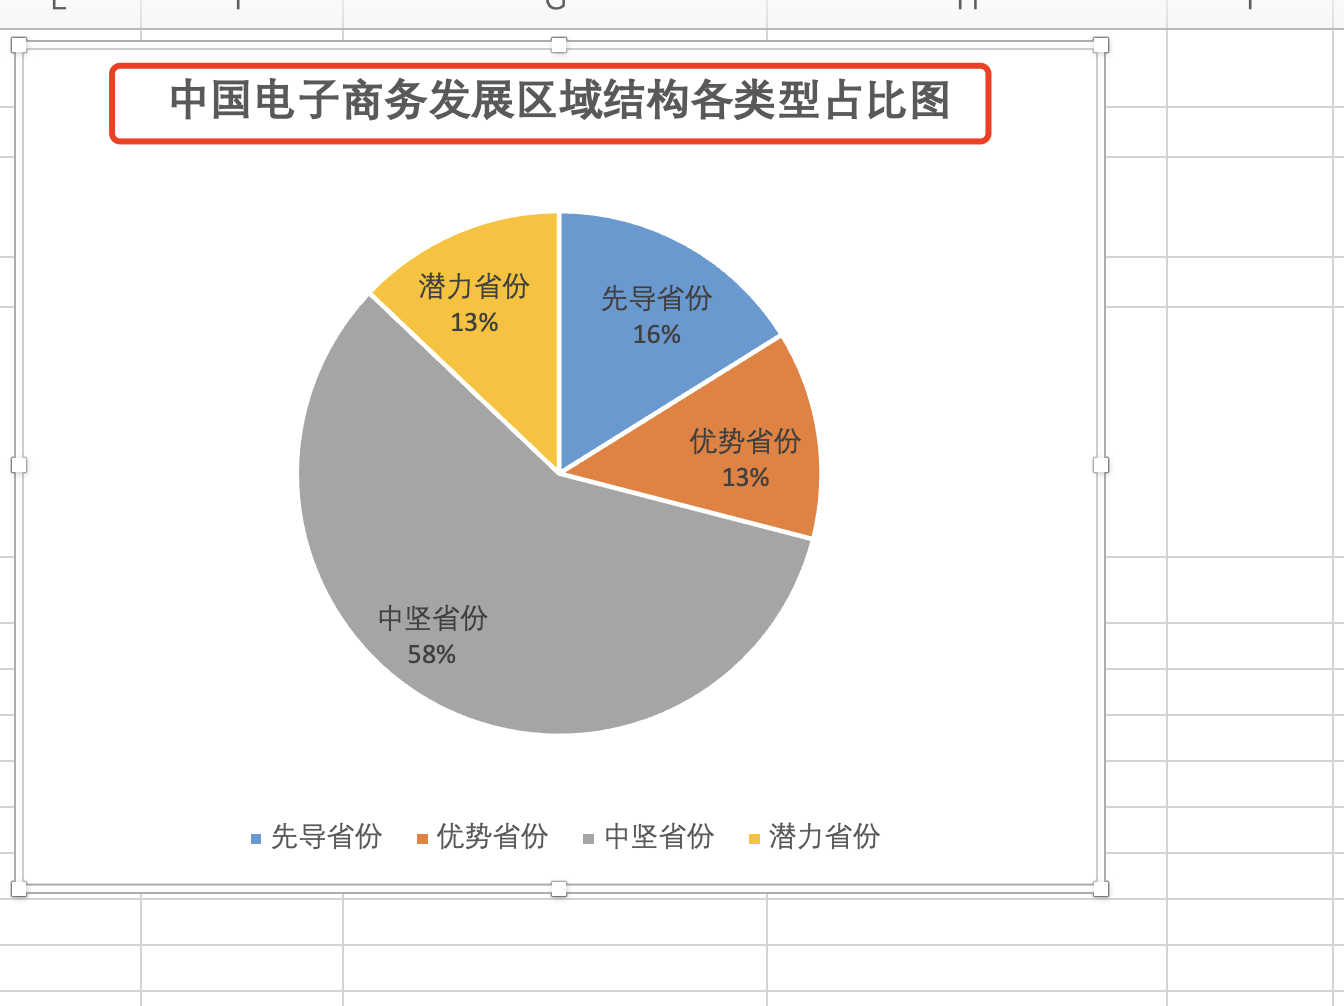 G
H
中国电子商务发展区域结构各类型占比图
潜力省份
13%
先导省份
16%
优势省份
13%
中坚省份
58%
先导省份 优势省份 中坚省份 潜力省份